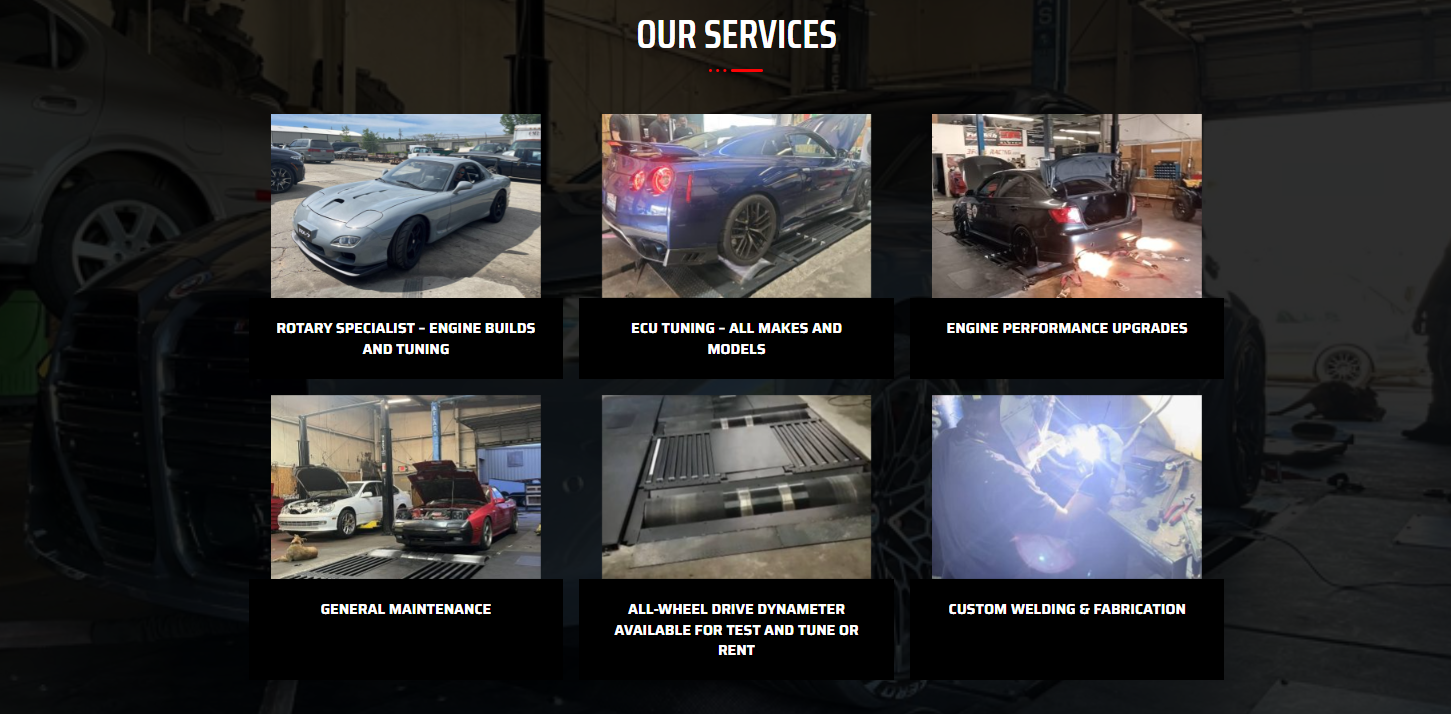 OUR SERVICES
ROTARY SPECIALIST – ENGINE BUILDS
AND TUNING
ECU TUNING – ALL MAKES AND
MODELS
ENGINE PERFORMANCE UPGRADES
GENERAL MAINTENANCE
ALL-WHEEL DRIVE DYNAMETER
AVAILABLE FOR TEST AND TUNE OR
RENT
CUSTOM WELDING & FABRICATION